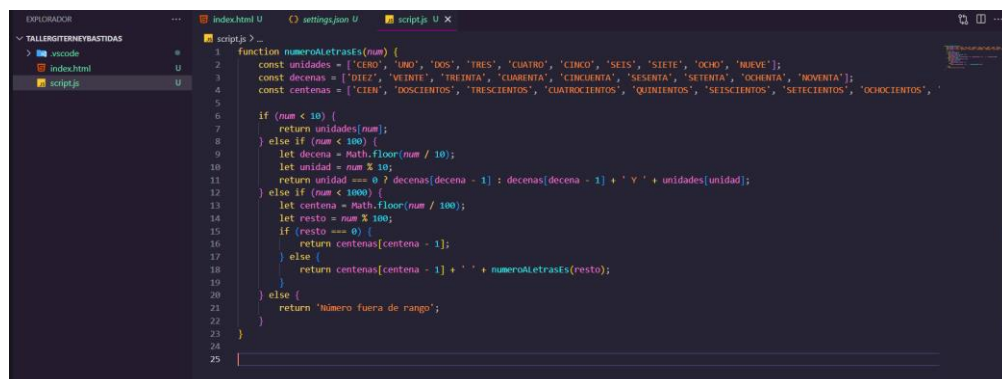 EXPLORADOR ...
index.html U
settings.json U
script.js U ×
TALLERGITERNEYBASTIDAS
.vscode
index.html U
script.js U
script.js > ...
1 function numeroALetrasEs(num) {
2 const unidades = ['CERO', 'UNO', 'DOS', 'TRES', 'CUATRO', 'CINCO', 'SEIS', 'SIETE', 'OCHO', 'NUEVE'];
3 const decenas = ['DIEZ', 'VEINTE', 'TREINTA', 'CUARENTA', 'CINCUENTA', 'SESENTA', 'SETENTA', 'OCHENTA', 'NOVENTA'];
4 const centenas = ['CIEN', 'DOSCIENTOS', 'TRESCIENTOS', 'CUATROCIENTOS', 'QUINIENTOS', 'SEISCIENTOS', 'SETECIENTOS', 'OCHOCIENTOS', '
5
6 if (num < 10) {
7 return unidades[num];
8 } else if (num < 100) {
9 let decena = Math.floor(num / 10);
10 let unidad = num % 10;
11 return unidad === 0 ? decenas[decena - 1] : decenas[decena - 1] + ' Y ' + unidades[unidad];
12 } else if (num < 1000) {
13 let centena = Math.floor(num / 100);
14 let resto = num % 100;
15 if (resto === 0) {
16 return centenas[centena - 1];
17 } else {
18 return centenas[centena - 1] + ' ' + numeroALetrasEs(resto);
19 }
20 } else {
21 return 'Número fuera de rango';
22 }
23 }
24
25